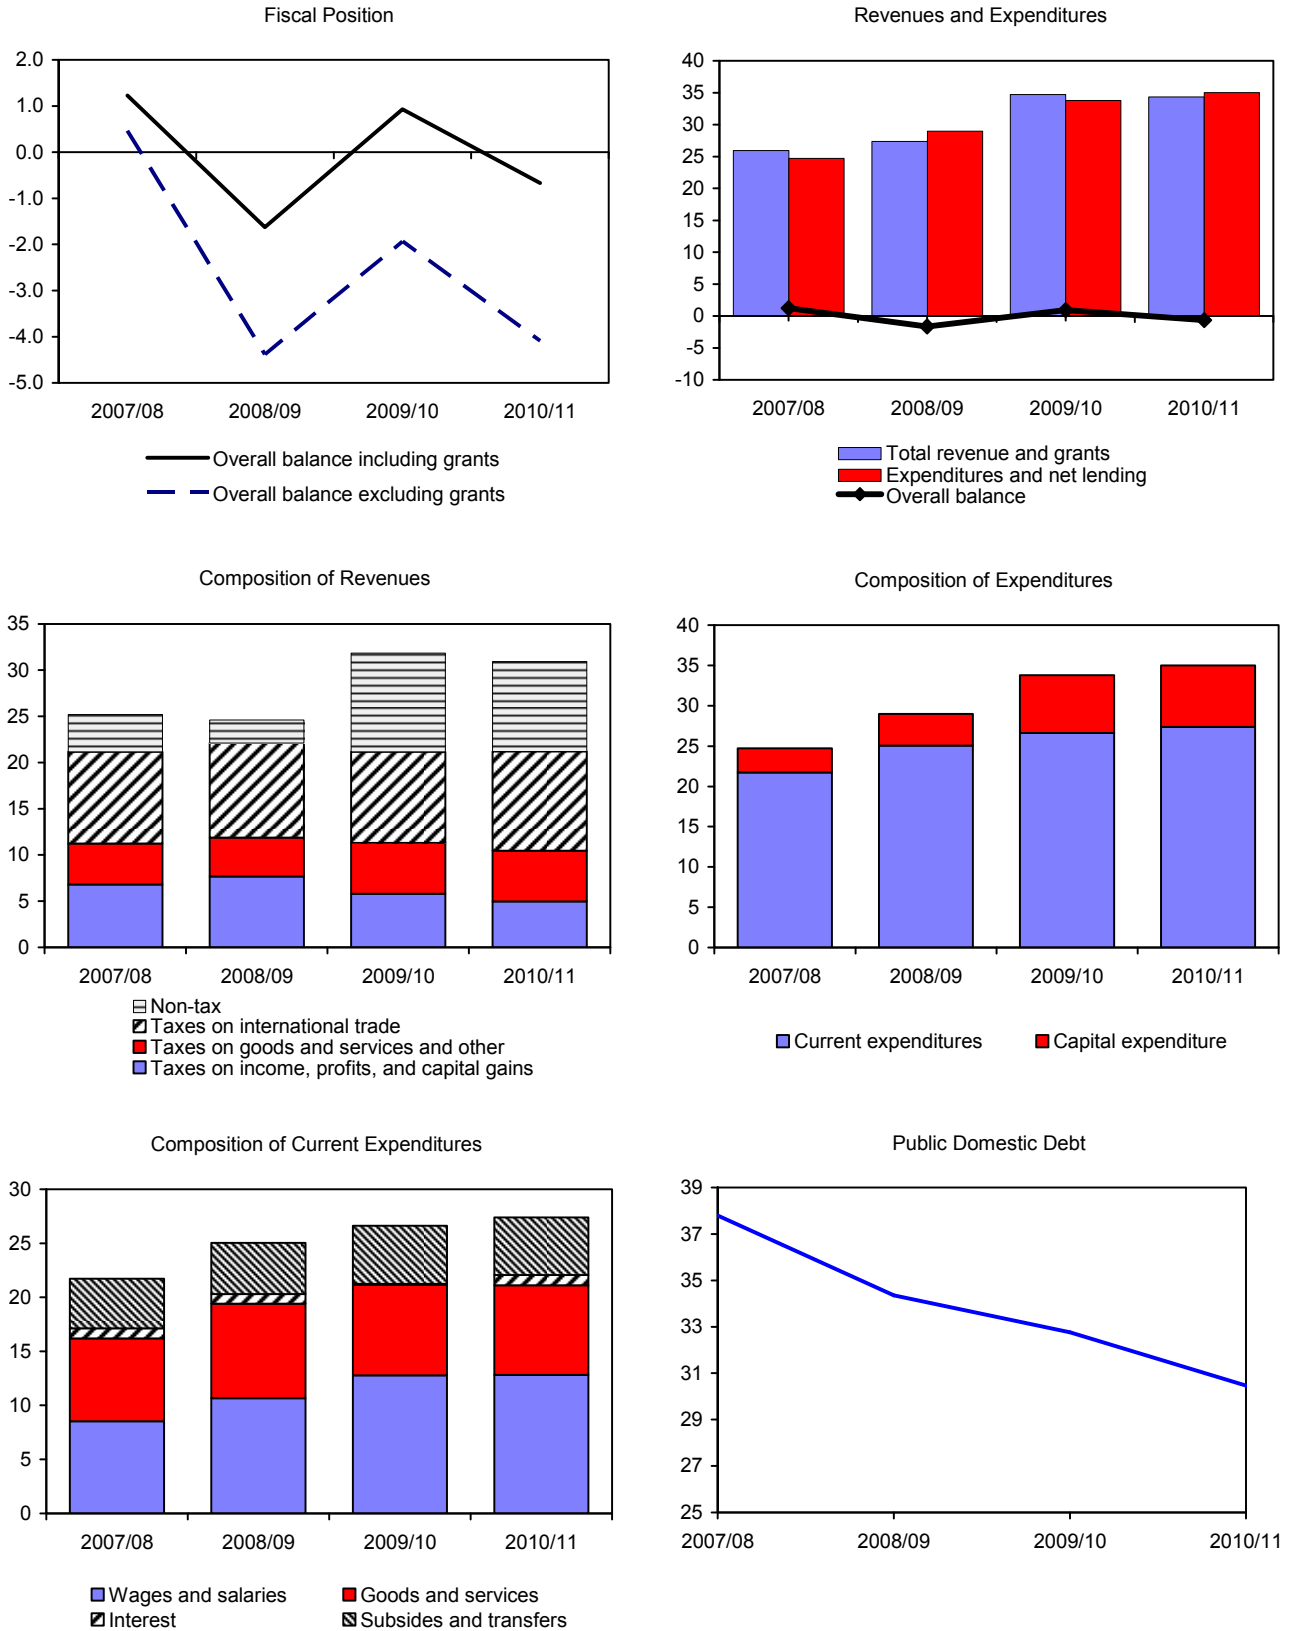 Fiscal Position
2.0
1.0
0.0
-1.0
-2.0
-3.0
-4.0
-5.0
2007/08 2008/09 2009/10 2010/11
Overall balance including grants
Overall balance excluding grants
Revenues and Expenditures
40
35
30
25
20
15
10
5
0
-5
-10
2007/08 2008/09 2009/10 2010/11
Total revenue and grants
Expenditures and net lending
Overall balance
Composition of Revenues
35
30
25
20
15
10
5
0
2007/08 2008/09 2009/10 2010/11
Non-tax
Taxes on international trade
Taxes on goods and services and other
Taxes on income, profits, and capital gains
Composition of Expenditures
40
35
30
25
20
15
10
5
0
2007/08 2008/09 2009/10 2010/11
Current expenditures Capital expenditure
Composition of Current Expenditures
30
25
20
15
10
5
0
2007/08 2008/09 2009/10 2010/11
Wages and salaries Goods and services
Interest Subsides and transfers
Public Domestic Debt
39
37
35
33
31
29
27
25
2007/08 2008/09 2009/10 2010/11